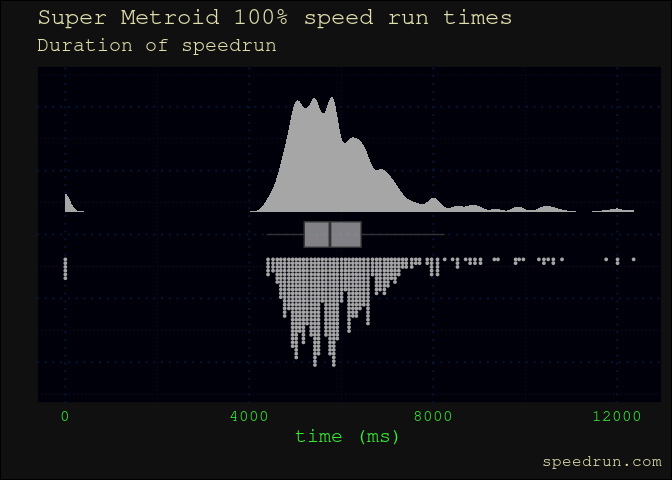 Super Metroid 100% speed run times
Duration of speedrun
0 4000 8000 12000
time (ms)
speedrun.com